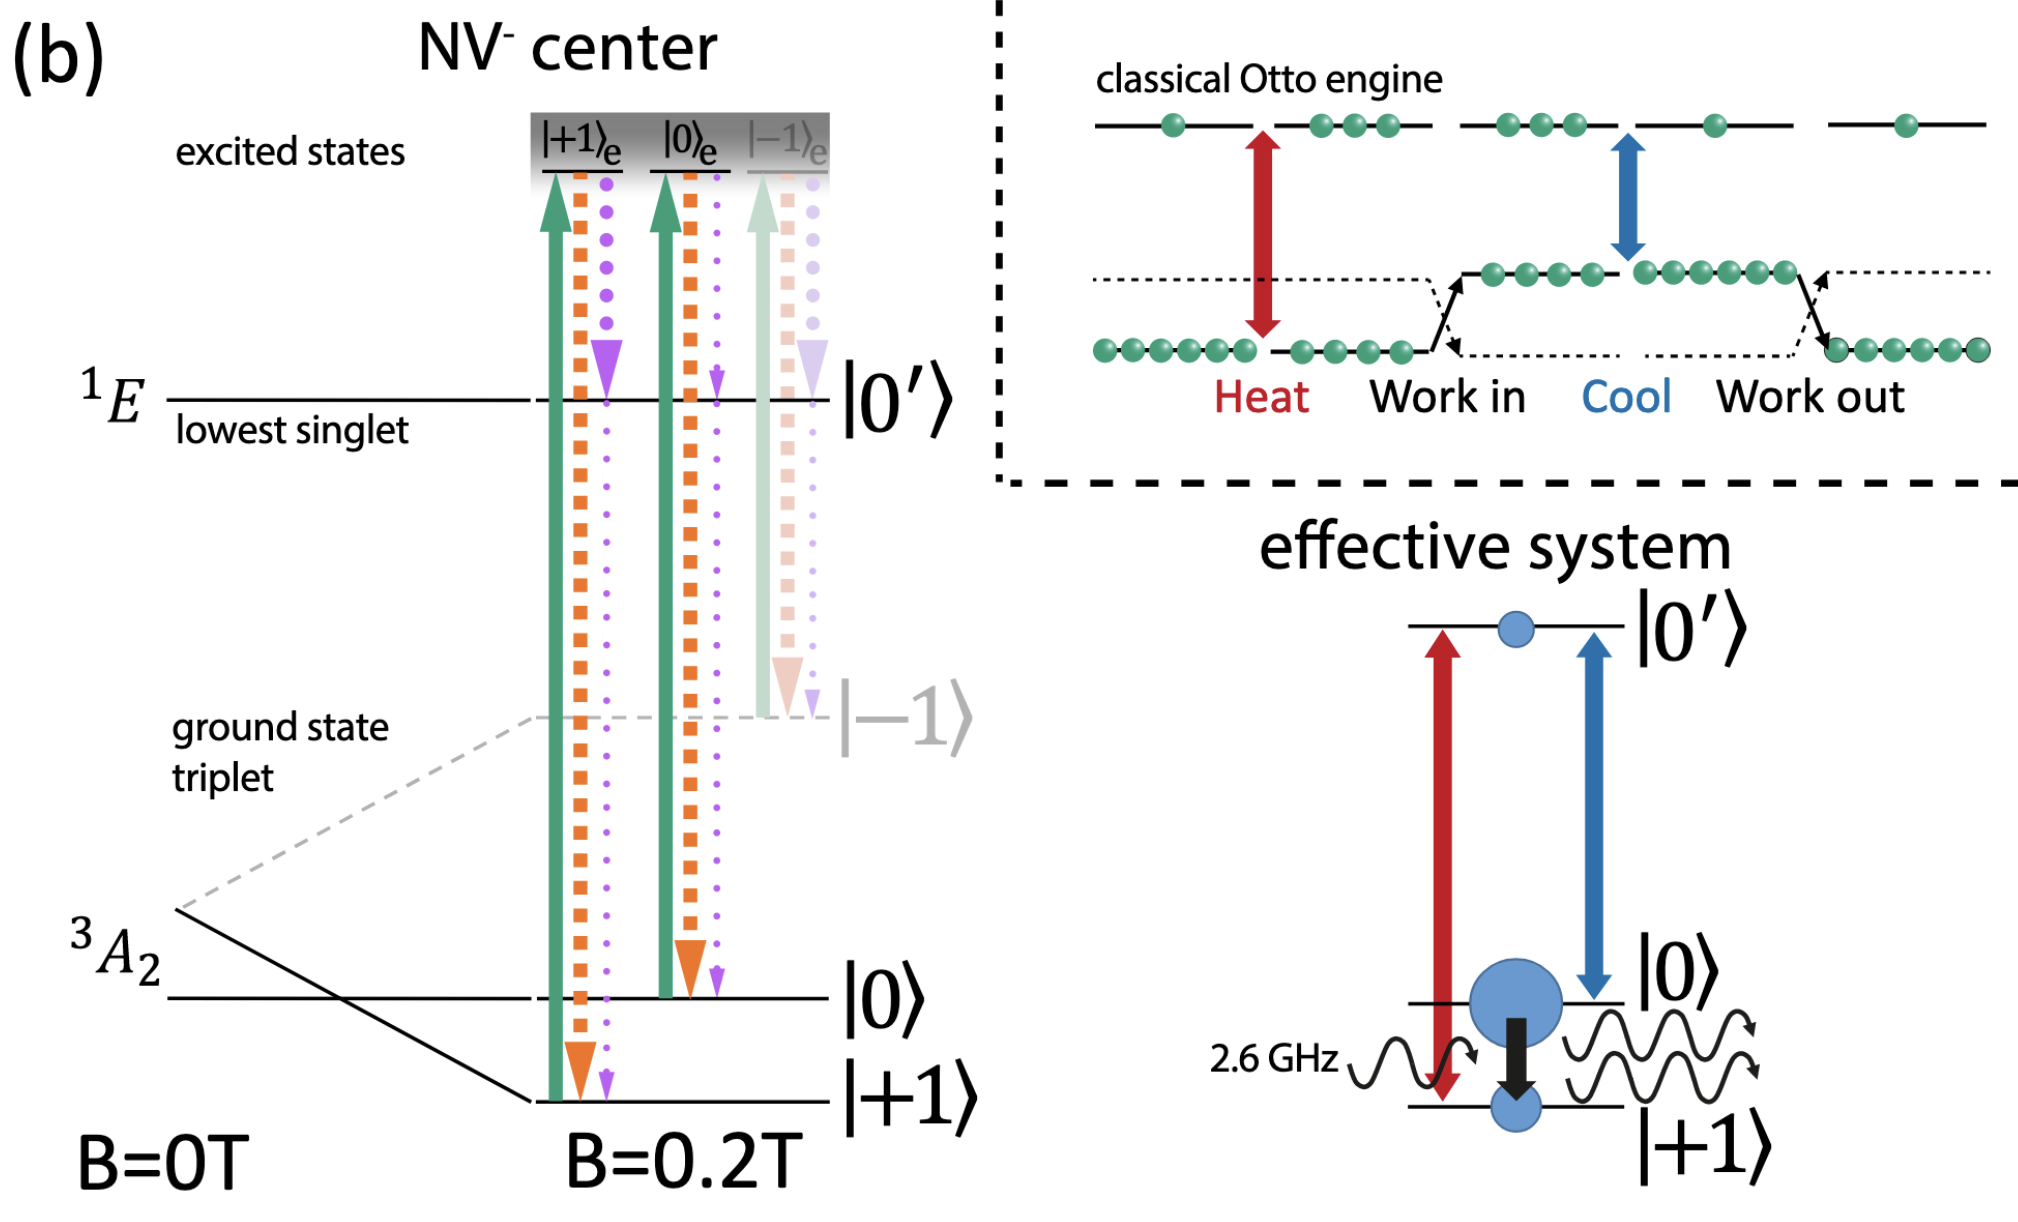 (b)
NV⁻ center
excited states
|+1⟩e
|0⟩e
|−1⟩e
¹E
lowest singlet
|0′⟩
ground state
triplet
|−1⟩
³A₂
|0⟩
|+1⟩
B=0T
B=0.2T
classical Otto engine
Heat
Work in
Cool
Work out
effective system
|0′⟩
|0⟩
2.6 GHz
|+1⟩